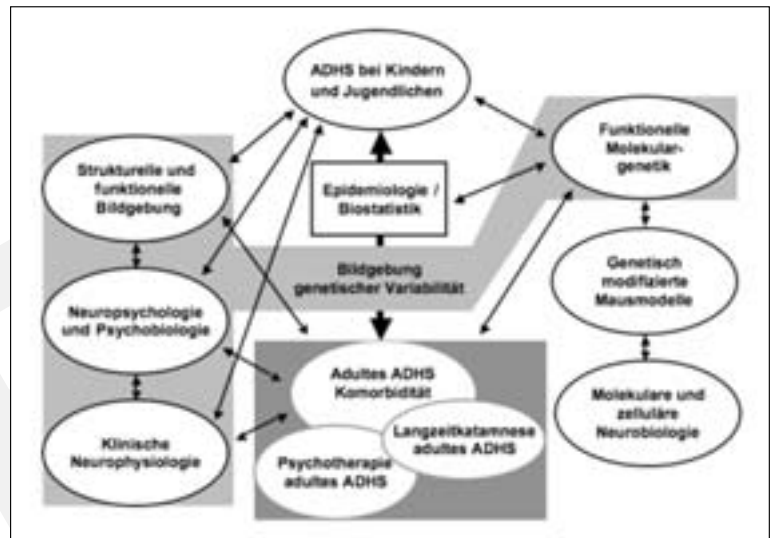 ADHS bei Kindern
und Jugendlichen
Strukturelle und
funktionelle
Bildgebung
Epidemiologie /
Biostatistik
Funktionelle
Molekular-
genetik
Bildgebung
genetischer Variabilität
Genetisch
modifizierte
Mausmodelle
Neuropsychologie
und Psychobiologie
Adultes ADHS
Komorbidität
Klinische
Neurophysiologie
Langzeitkatamnese
adultes ADHS
Psychotherapie
adultes ADHS
Molekulare und
zelluläre
Neurobiologie